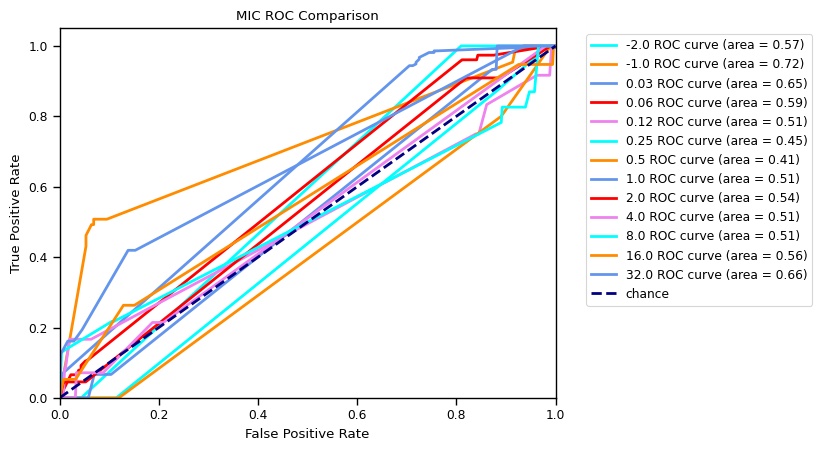 MIC ROC Comparison
True Positive Rate
1.0
0.8
0.6
0.4
0.2
0.0
0.0 0.2 0.4 0.6 0.8 1.0
False Positive Rate
-2.0 ROC curve (area = 0.57)
-1.0 ROC curve (area = 0.72)
0.03 ROC curve (area = 0.65)
0.06 ROC curve (area = 0.59)
0.12 ROC curve (area = 0.51)
0.25 ROC curve (area = 0.45)
0.5 ROC curve (area = 0.41)
1.0 ROC curve (area = 0.51)
2.0 ROC curve (area = 0.54)
4.0 ROC curve (area = 0.51)
8.0 ROC curve (area = 0.51)
16.0 ROC curve (area = 0.56)
32.0 ROC curve (area = 0.66)
chance